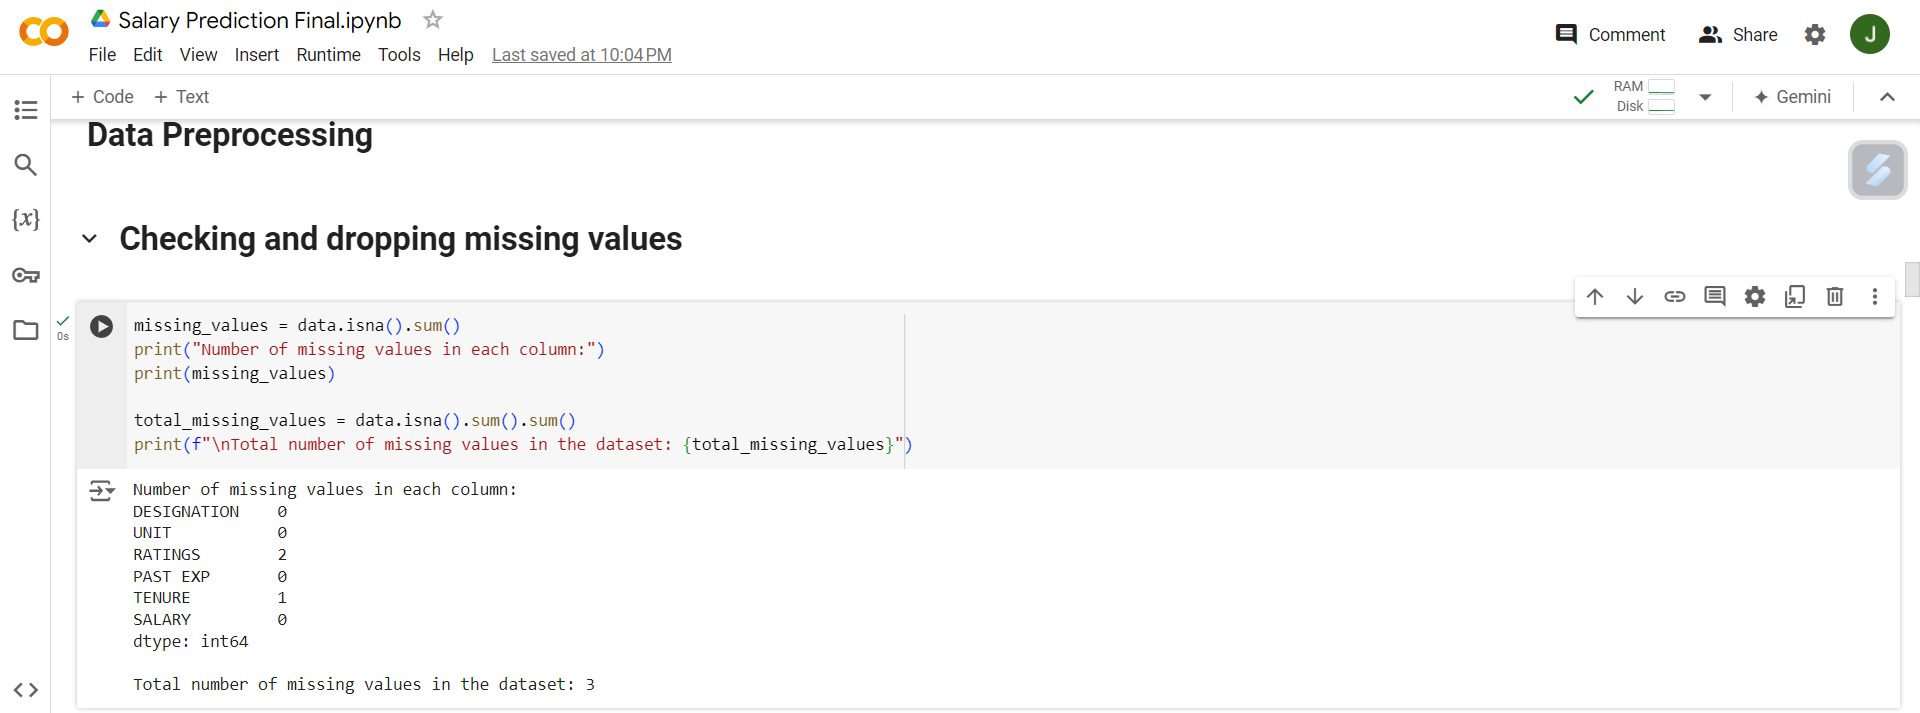 Salary Prediction Final.ipynb
File Edit View Insert Runtime Tools Help Last saved at 10:04 PM
Comment Share J
+ Code + Text
RAM
Disk
Gemini
Data Preprocessing
{x}
Checking and dropping missing values
0s
missing_values = data.isna().sum()
print("Number of missing values in each column:")
print(missing_values)
total_missing_values = data.isna().sum().sum()
print(f"\nTotal number of missing values in the dataset: {total_missing_values}")
Number of missing values in each column:
DESIGNATION    0
UNIT           0
RATINGS        2
PAST EXP       0
TENURE         1
SALARY         0
dtype: int64
Total number of missing values in the dataset: 3